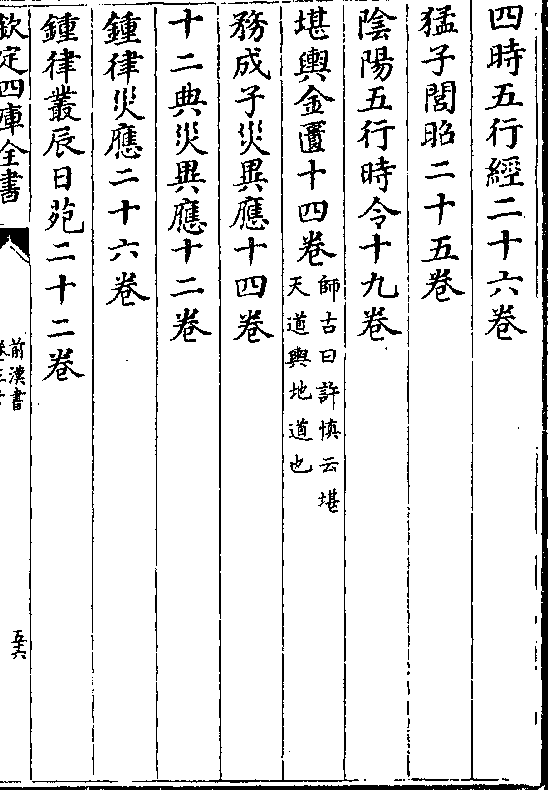 四時五行經二十六卷
猛子閭昭二十五卷
陰陽五行時令十九卷
堪輿金匱十四卷師古曰許慎云堪天道輿地道也
務成子災異應十四卷
十二典災異應十二卷
鍾律災應二十六卷
鍾律叢辰日苑二十二卷
欽定四庫全書
前漢書
卷三十
五六